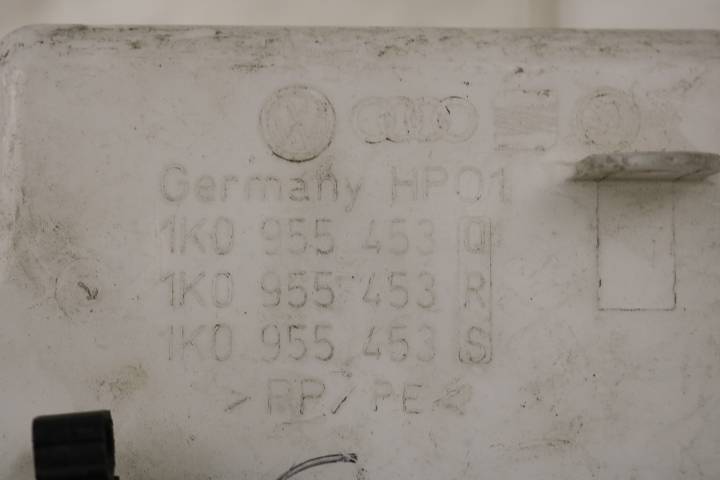 Germany HP01
1K0 955 453 Q
1K0 955 453 R
1K0 955 453 S
>PP/PE<